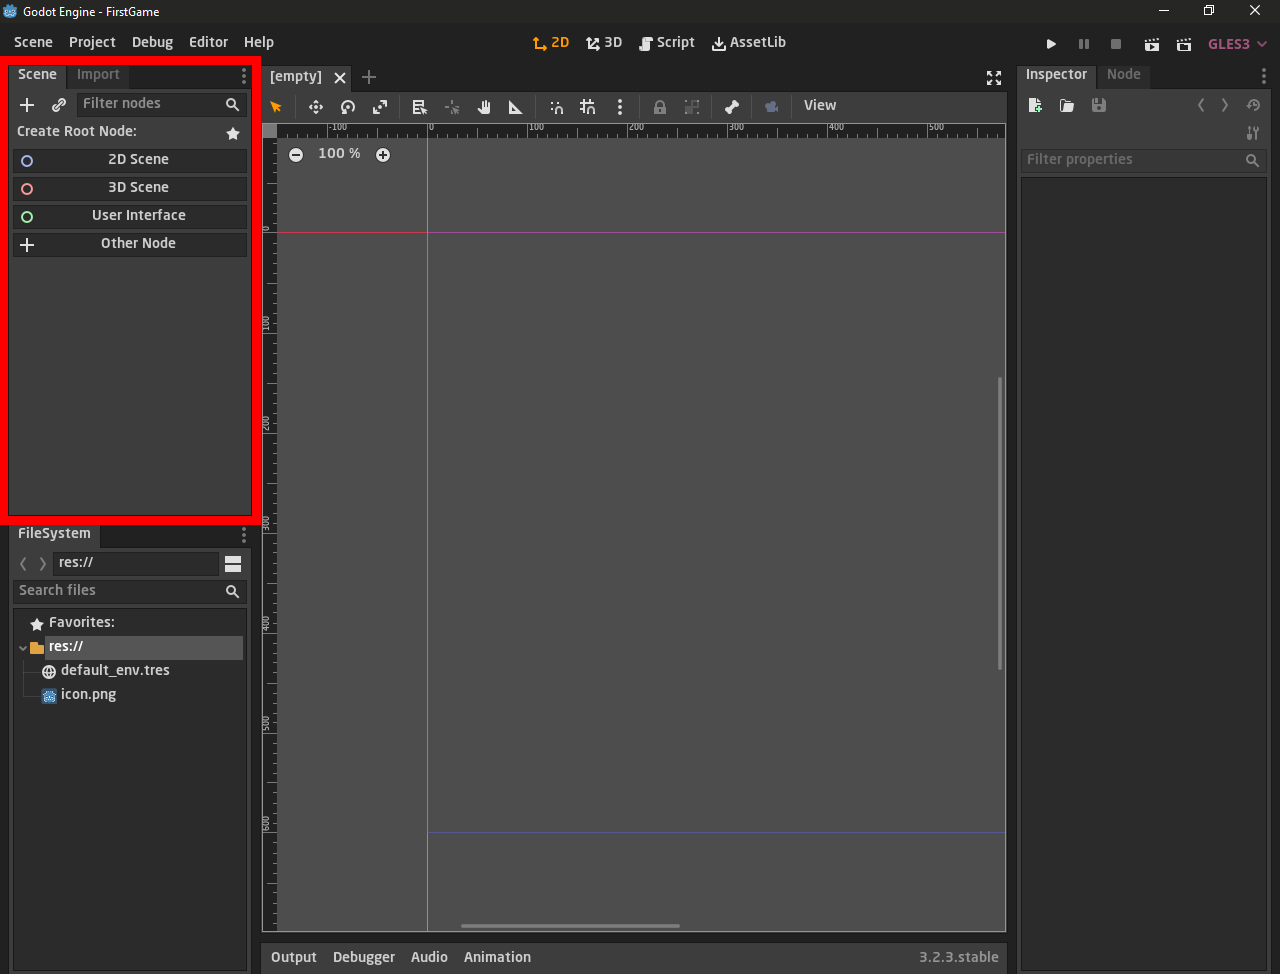 Godot Engine - FirstGame
Scene Project Debug Editor Help
2D 3D Script AssetLib
GLES3
Scene Import
Filter nodes
Create Root Node:
2D Scene
3D Scene
User Interface
Other Node
FileSystem
res://
Search files
Favorites:
res://
default_env.tres
icon.png
[empty]
View
-100 0 100 200 300 400 500
100 %
0
100
200
300
400
500
600
Output Debugger Audio Animation
3.2.3.stable
Inspector Node
Filter properties